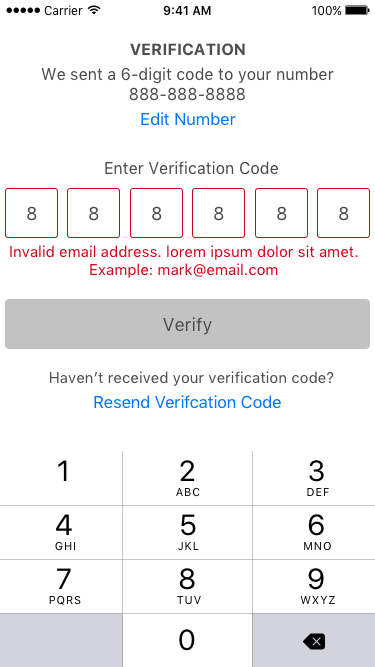 Carrier 9:41 AM 100%
VERIFICATION
We sent a 6-digit code to your number
888-888-8888
Edit Number
Enter Verification Code
8 8 8 8 8 8
Invalid email address. lorem ipsum dolor sit amet.
Example: mark@email.com
Verify
Haven’t received your verification code?
Resend Verifcation Code
1 2 3
ABC DEF
4 5 6
GHI JKL MNO
7 8 9
PQRS TUV WXYZ
0